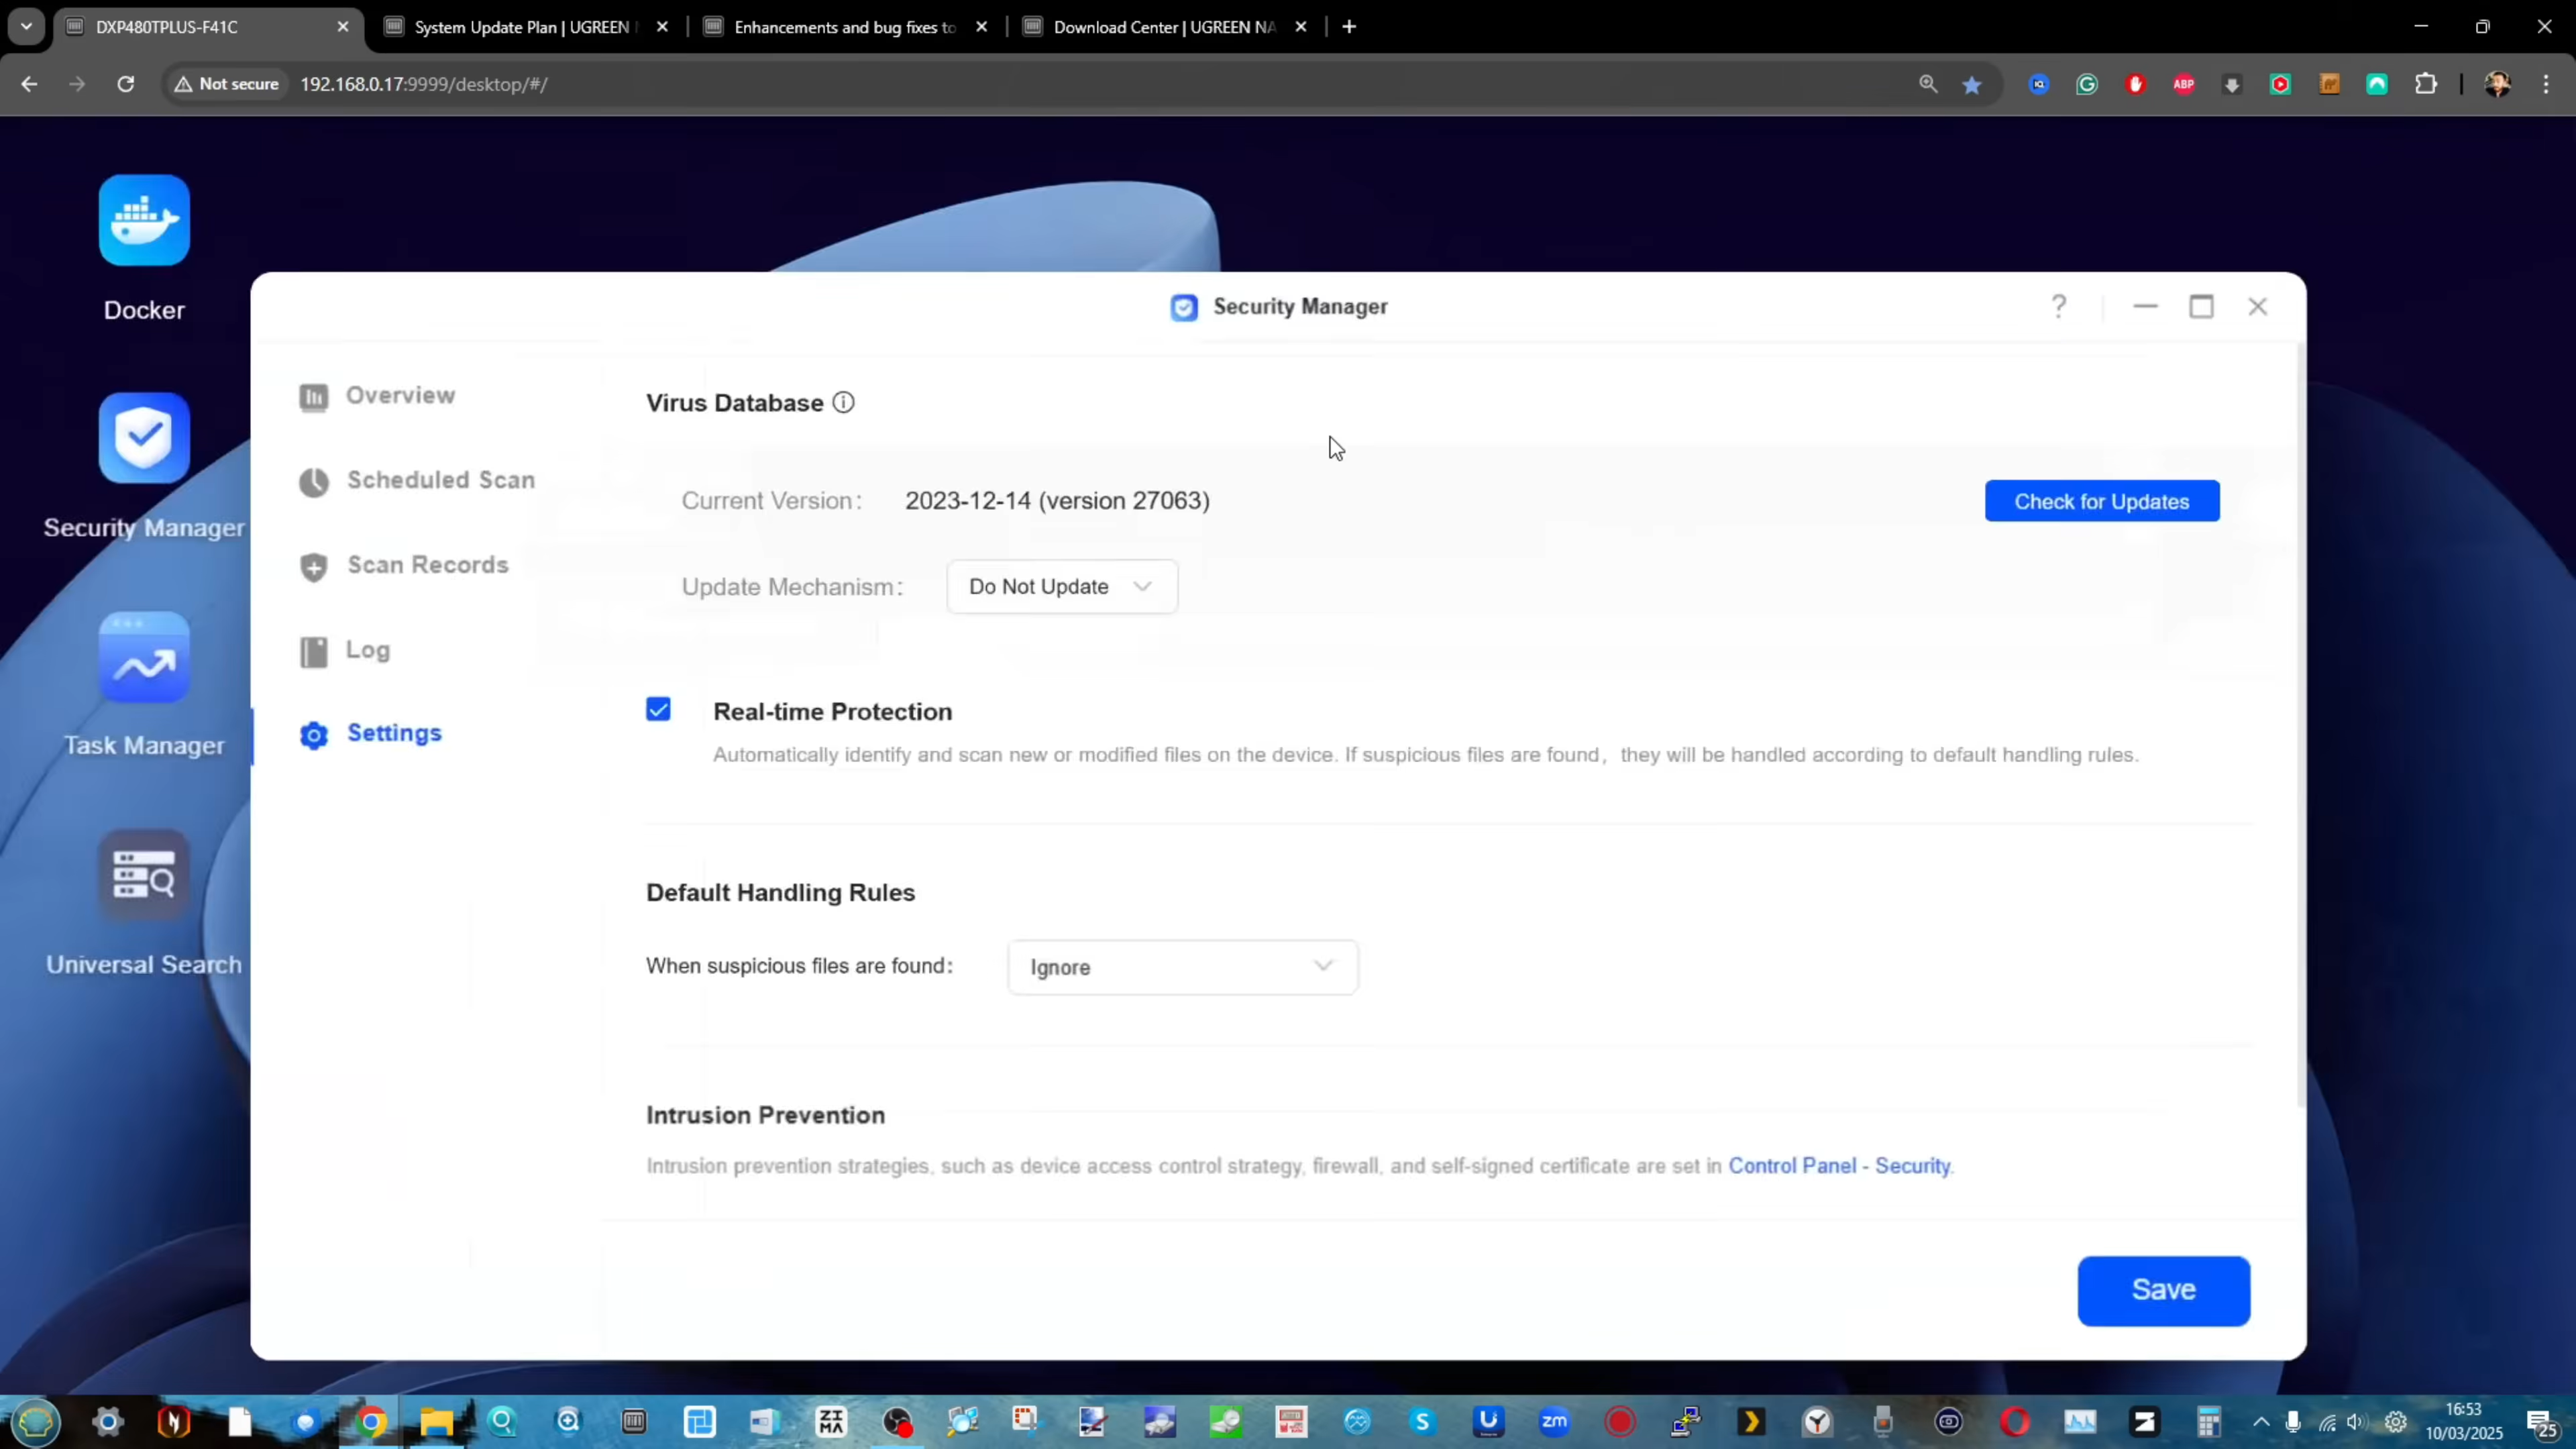 DXP480TPLUS-F41C
System Update Plan | UGREEN
Enhancements and bug fixes to
Download Center | UGREEN NA
Not secure
192.168.0.17:9999/desktop/#/
ABP
Docker
Security Manager
Task Manager
Universal Search
Security Manager
Overview
Scheduled Scan
Scan Records
Log
Settings
Virus Database
Current Version: 2023-12-14 (version 27063)
Check for Updates
Update Mechanism: Do Not Update
Real-time Protection
Automatically identify and scan new or modified files on the device. If suspicious files are found, they will be handled according to default handling rules.
Default Handling Rules
When suspicious files are found: Ignore
Intrusion Prevention
Intrusion prevention strategies, such as device access control strategy, firewall, and self-signed certificate are set in Control Panel - Security.
Save
ZI
MA
zm
16:53
10/03/2025
25